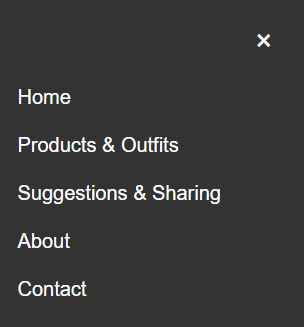 ×
Home
Products & Outfits
Suggestions & Sharing
About
Contact